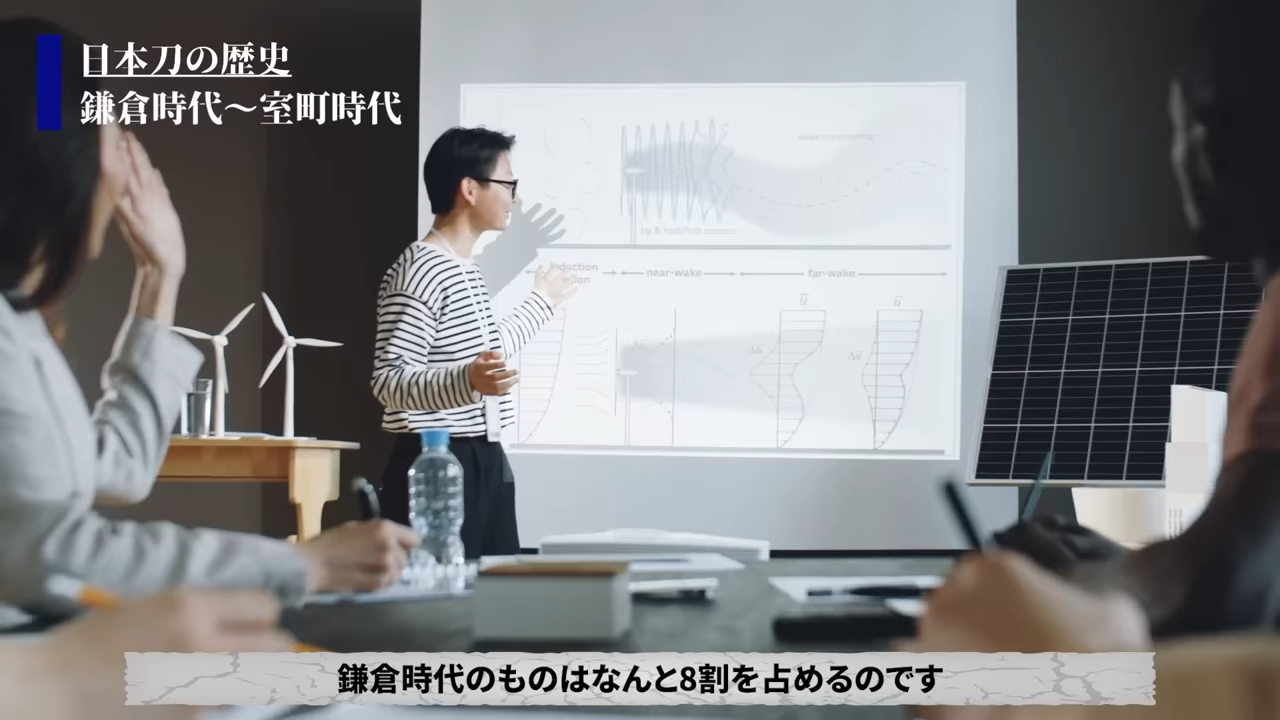 日本刀の歴史
鎌倉時代～室町時代
near-wake
far-wake
鎌倉時代のものはなんと8割を占めるのです